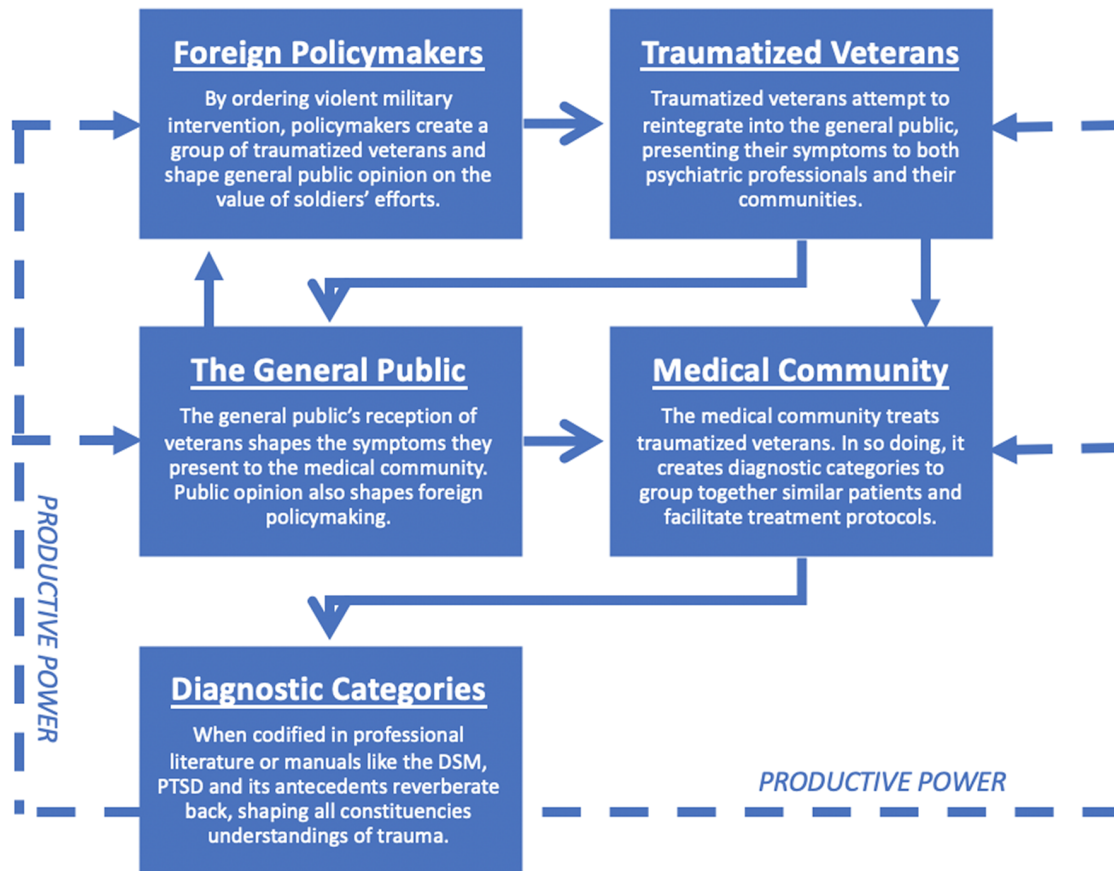 Foreign Policymakers
By ordering violent military
intervention, policymakers create a
group of traumatized veterans and
shape general public opinion on the
value of soldiers’ efforts.
Traumatized Veterans
Traumatized veterans attempt to
reintegrate into the general public,
presenting their symptoms to both
psychiatric professionals and their
communities.
The General Public
The general public’s reception of
veterans shapes the symptoms they
present to the medical community.
Public opinion also shapes foreign
policymaking.
Medical Community
The medical community treats
traumatized veterans. In so doing, it
creates diagnostic categories to
group together similar patients and
facilitate treatment protocols.
PRODUCTIVE POWER
Diagnostic Categories
When codified in professional
literature or manuals like the DSM,
PTSD and its antecedents reverberate
back, shaping all constituencies
understandings of trauma.
PRODUCTIVE POWER